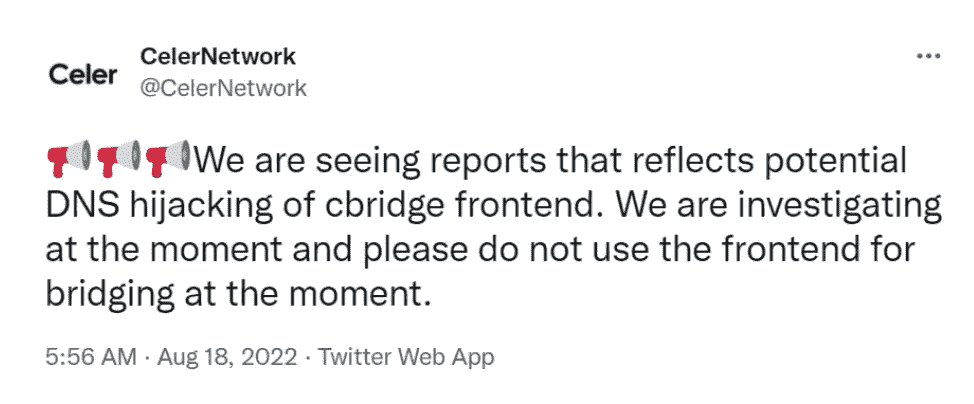 Celer
CelerNetwork
@CelerNetwork
📢📢📢We are seeing reports that reflects potential
DNS hijacking of cbridge frontend. We are investigating
at the moment and please do not use the frontend for
bridging at the moment.
5:56 AM · Aug 18, 2022 · Twitter Web App